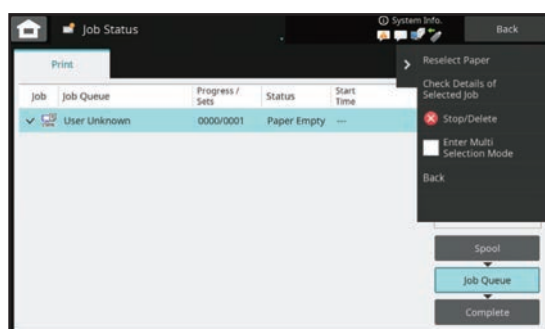 Job Status
System Info.
Back
Print
Reselect Paper
Check Details of
Selected Job
Stop/Delete
Enter Multi
Selection Mode
Back
Job
Job Queue
Progress /
Sets
Status
Start
Time
User Unknown
0000/0001
Paper Empty
---
Spool
Job Queue
Complete